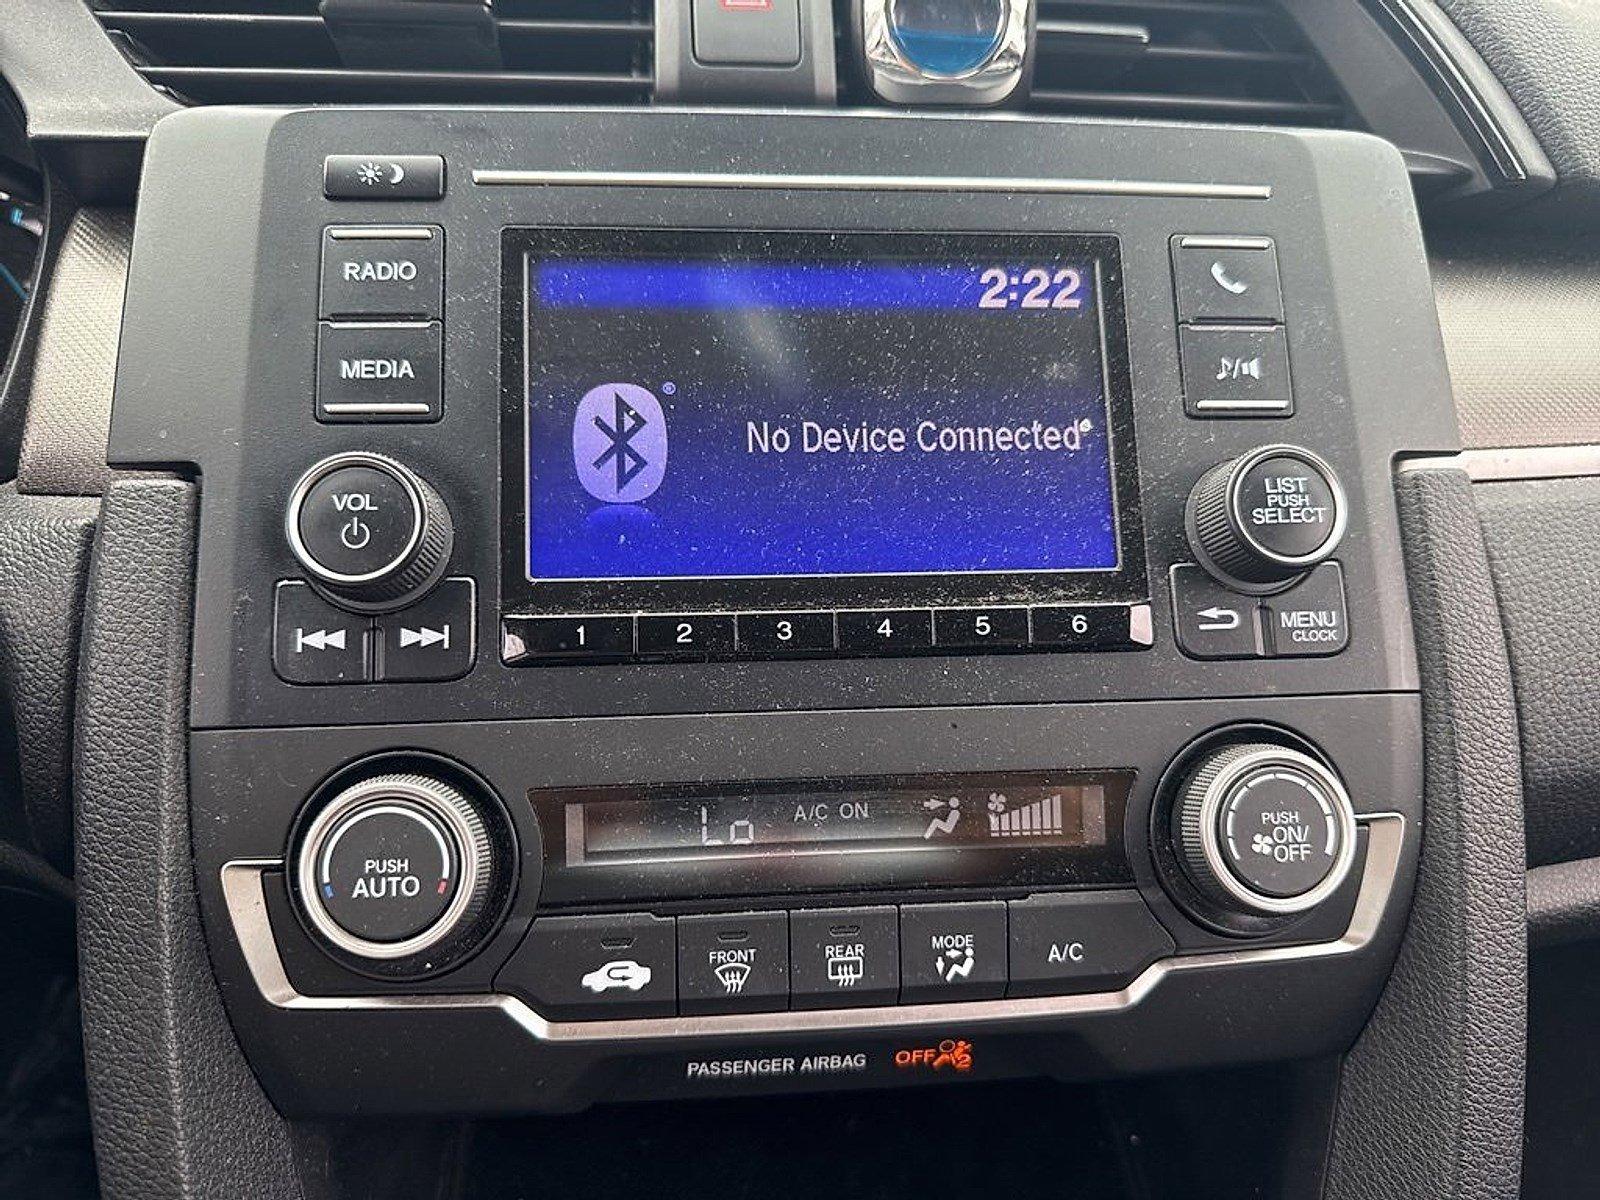 RADIO
2:22
MEDIA
No Device Connected
®
VOL
LIST
PUSH
SELECT
1 2 3 4 5 6
MENU
CLOCK
PUSH
AUTO
Lo
A/C ON
PUSH
ON/
OFF
FRONT
REAR
MODE
A/C
PASSENGER AIRBAG
OFF
2